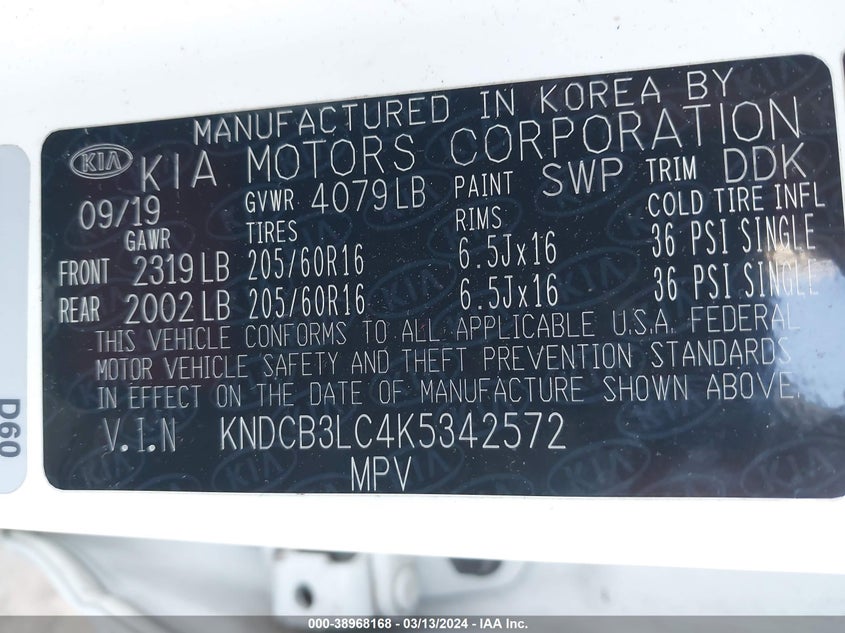 MANUFACTURED IN KOREA BY
KIA KIA MOTORS CORPORATION
09/19 GVWR 4079LB PAINT SWP TRIM DDK
GAWR TIRES RIMS COLD TIRE INFL
FRONT 2319LB 205/60R16 6.5Jx16 36 PSI SINGLE
REAR 2002LB 205/60R16 6.5Jx16 36 PSI SINGLE
THIS VEHICLE CONFORMS TO ALL APPLICABLE U.S.A. FEDERAL
MOTOR VEHICLE SAFETY AND THEFT PREVENTION STANDARDS
IN EFFECT ON THE DATE OF MANUFACTURE SHOWN ABOVE.
V.I.N KNDCB3LC4K5342572
MPV
D60
000 - 38968168 - 03/13/2024 - IAA Inc.